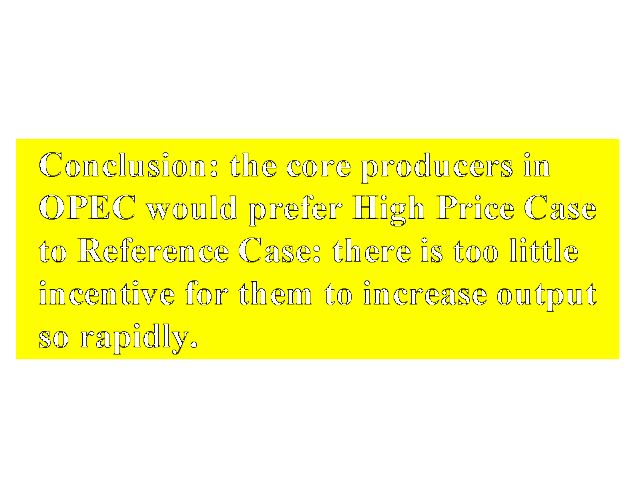 Conclusion: the core producers in
OPEC would prefer High Price Case
to Reference Case: there is too little
incentive for them to increase output
so rapidly.